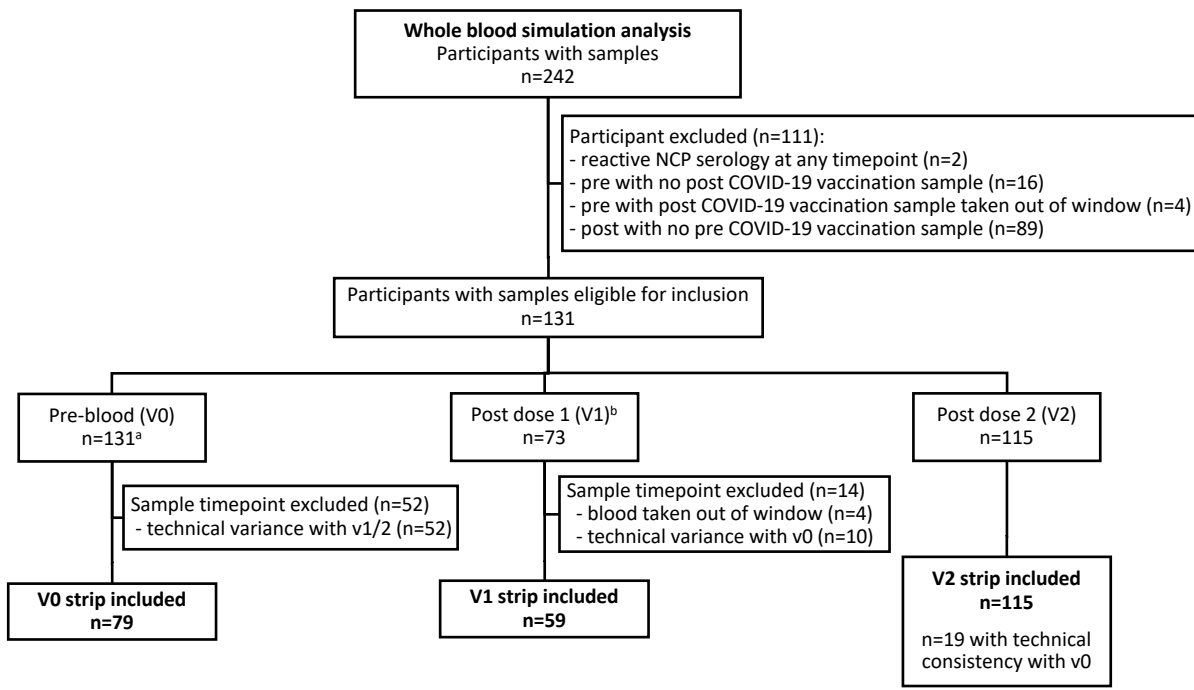 Whole blood simulation analysis
Participants with samples
n=242
Participant excluded (n=111):
- reactive NCP serology at any timepoint (n=2)
- pre with no post COVID-19 vaccination sample (n=16)
- pre with post COVID-19 vaccination sample taken out of window (n=4)
- post with no pre COVID-19 vaccination sample (n=89)
Participants with samples eligible for inclusion
n=131
Pre-blood (V0)
n=131ᵃ
Post dose 1 (V1)ᵇ
n=73
Post dose 2 (V2)
n=115
Sample timepoint excluded (n=52)
- technical variance with v1/2 (n=52)
Sample timepoint excluded (n=14)
- blood taken out of window (n=4)
- technical variance with v0 (n=10)
V0 strip included
n=79
V1 strip included
n=59
V2 strip included
n=115
n=19 with technical
consistency with v0